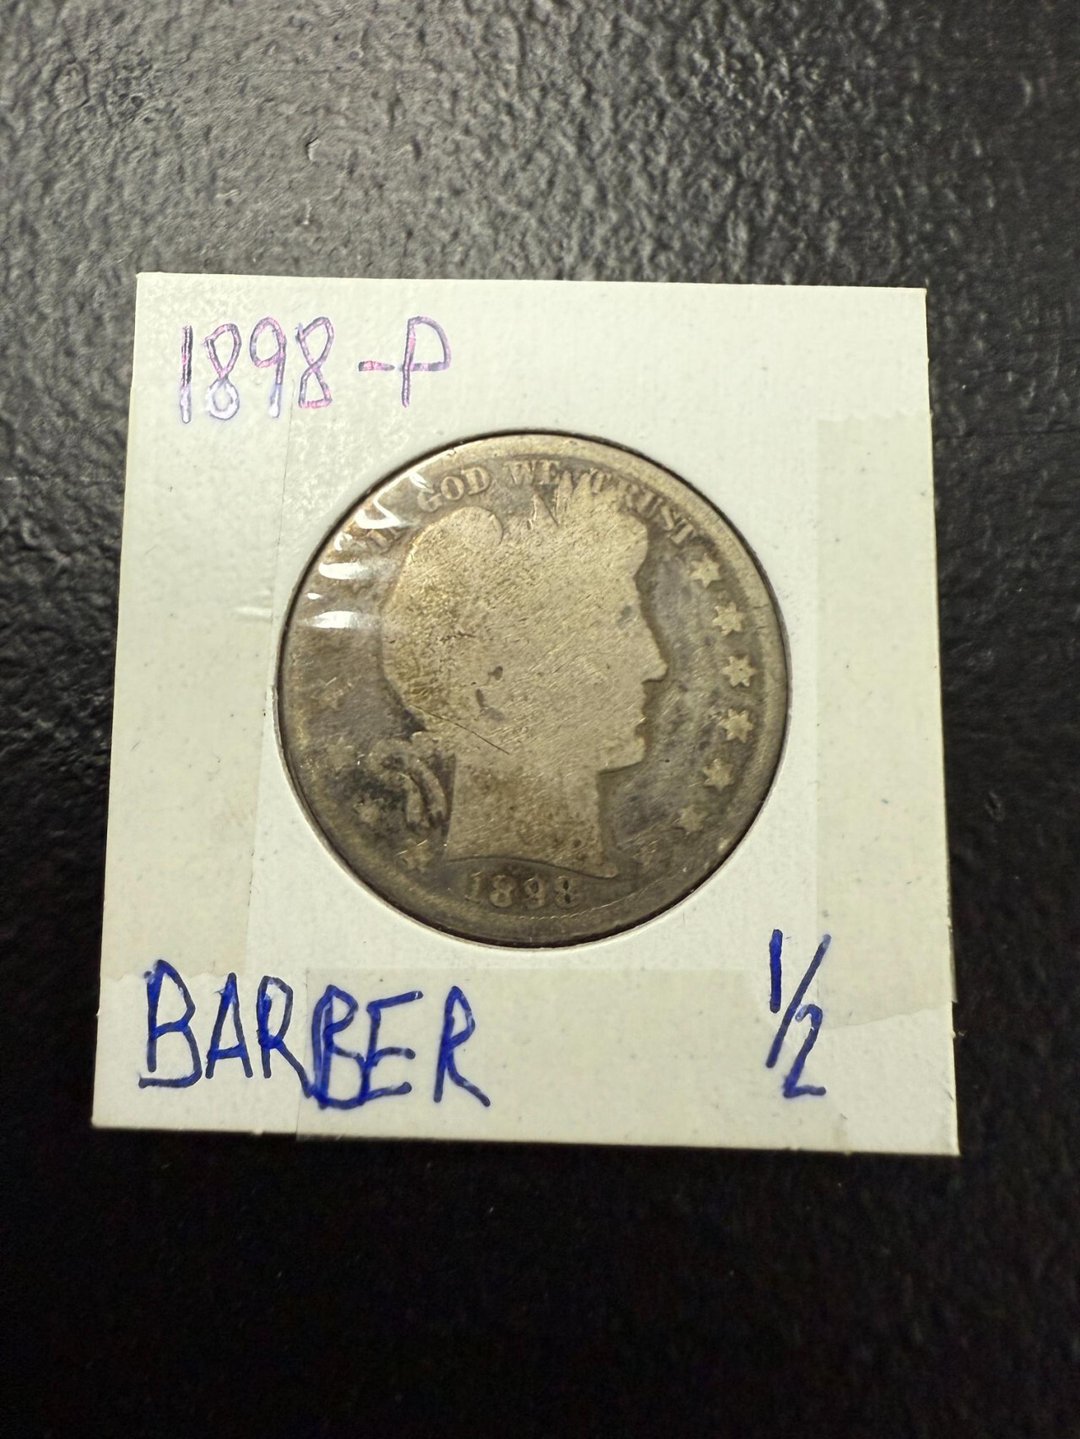 1898-P
IN GOD WE TRUST
1898
BARBER 1/2